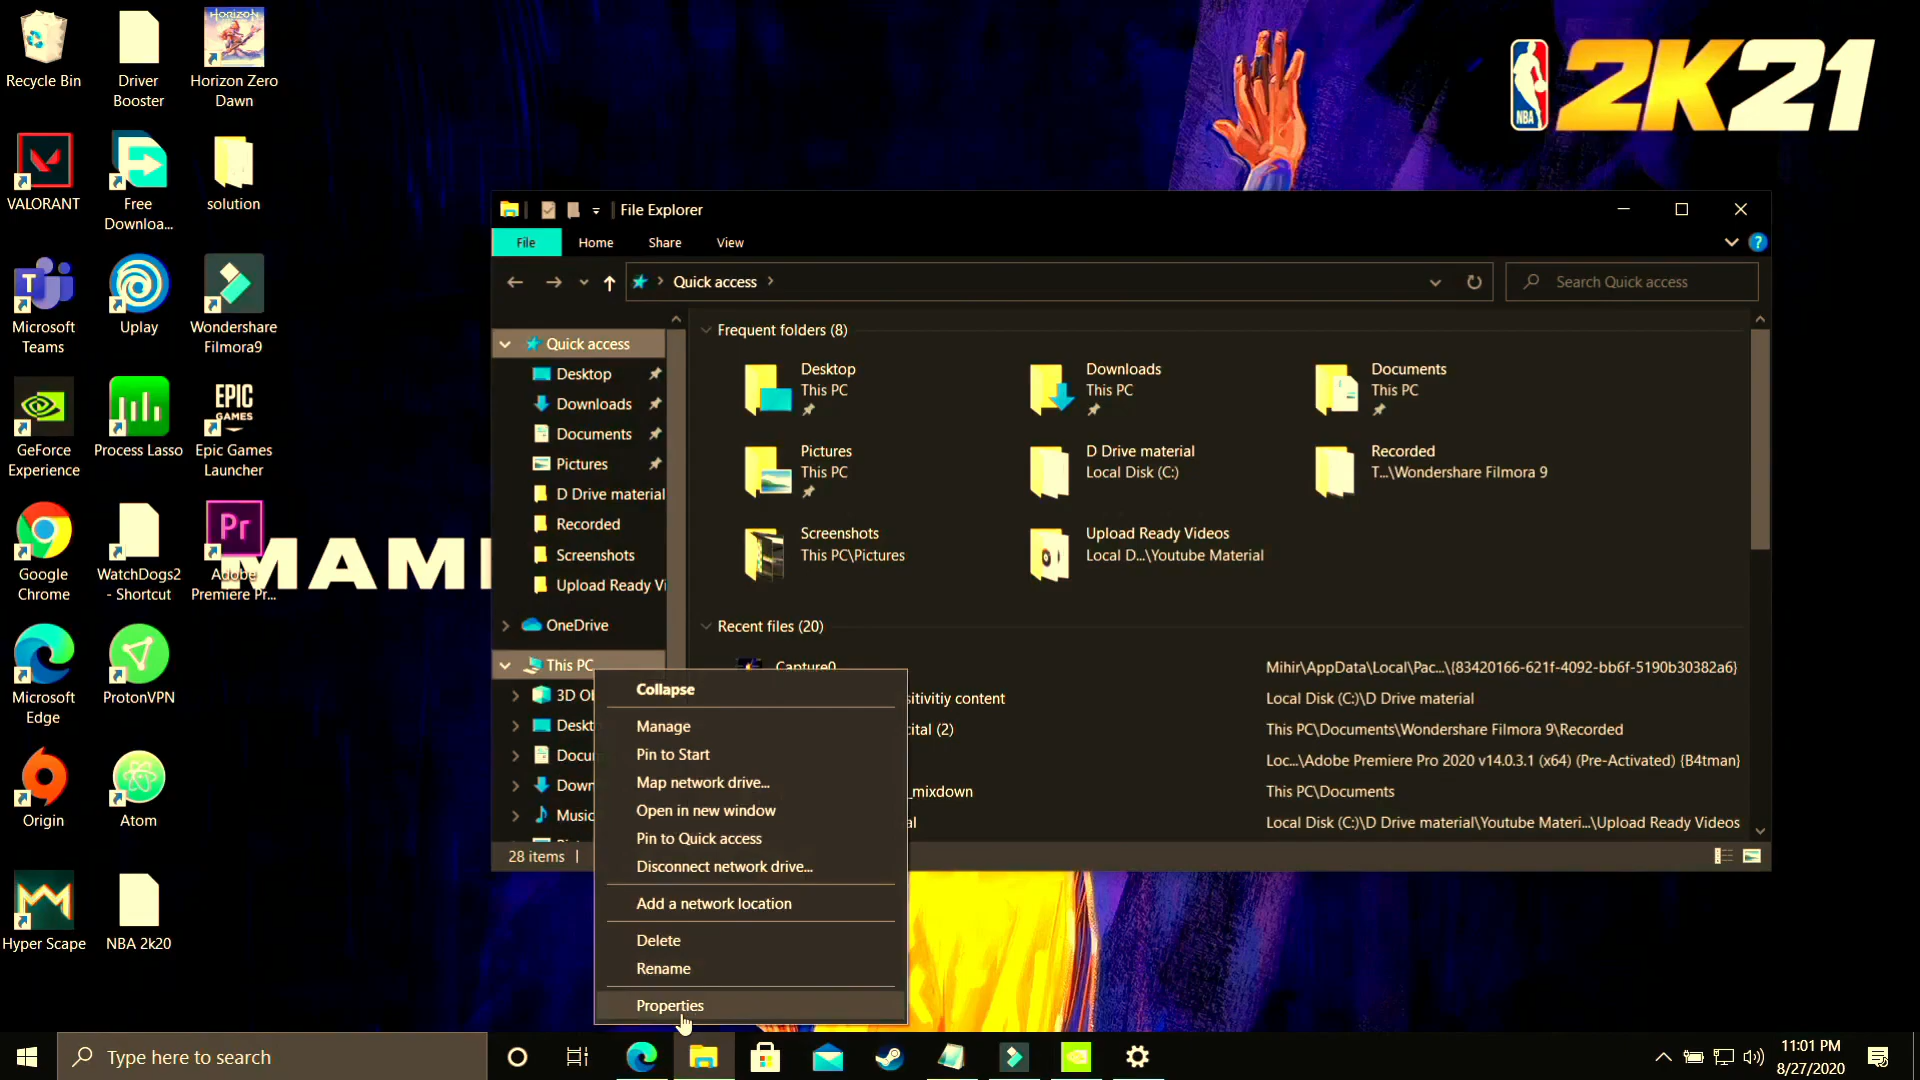 Recycle Bin
Driver
Booster
Horizon Zero
Dawn
VALORANT
Free
Downloa...
solution
Microsoft
Teams
Uplay
Wondershare
Filmora9
GeForce
Experience
Process Lasso
EPIC
GAMES
Epic Games
Launcher
Google
Chrome
WatchDogs2
- Shortcut
Pr
Adobe
Premiere Pr...
Microsoft
Edge
ProtonVPN
Origin
Atom
Hyper Scape
NBA 2k20
HORIZON
NBA
2K21
MAM
File Explorer
File
Home
Share
View
Quick access
Search Quick access
Quick access
Desktop
Downloads
Documents
Pictures
D Drive material
Recorded
Screenshots
Upload Ready Vi
OneDrive
This PC
3D Ob
Deskt
Docu
Down
Music
28 items
Frequent folders (8)
Desktop
This PC
Downloads
This PC
Documents
This PC
Pictures
This PC
D Drive material
Local Disk (C:)
Recorded
T...\Wondershare Filmora 9
Screenshots
This PC\Pictures
Upload Ready Videos
Local D...\Youtube Material
Recent files (20)
Capture0
Mihir\AppData\Local\Pac...\{83420166-621f-4092-bb6f-5190b30382a6}
sitivitiy content
Local Disk (C:)\D Drive material
ital (2)
This PC\Documents\Wondershare Filmora 9\Recorded
Loc...\Adobe Premiere Pro 2020 v14.0.3.1 (x64) (Pre-Activated) {B4tman}
_mixdown
This PC\Documents
al
Local Disk (C:)\D Drive material\Youtube Materi...\Upload Ready Videos
Collapse
Manage
Pin to Start
Map network drive...
Open in new window
Pin to Quick access
Disconnect network drive...
Add a network location
Delete
Rename
Properties
Type here to search
11:01 PM
8/27/2020